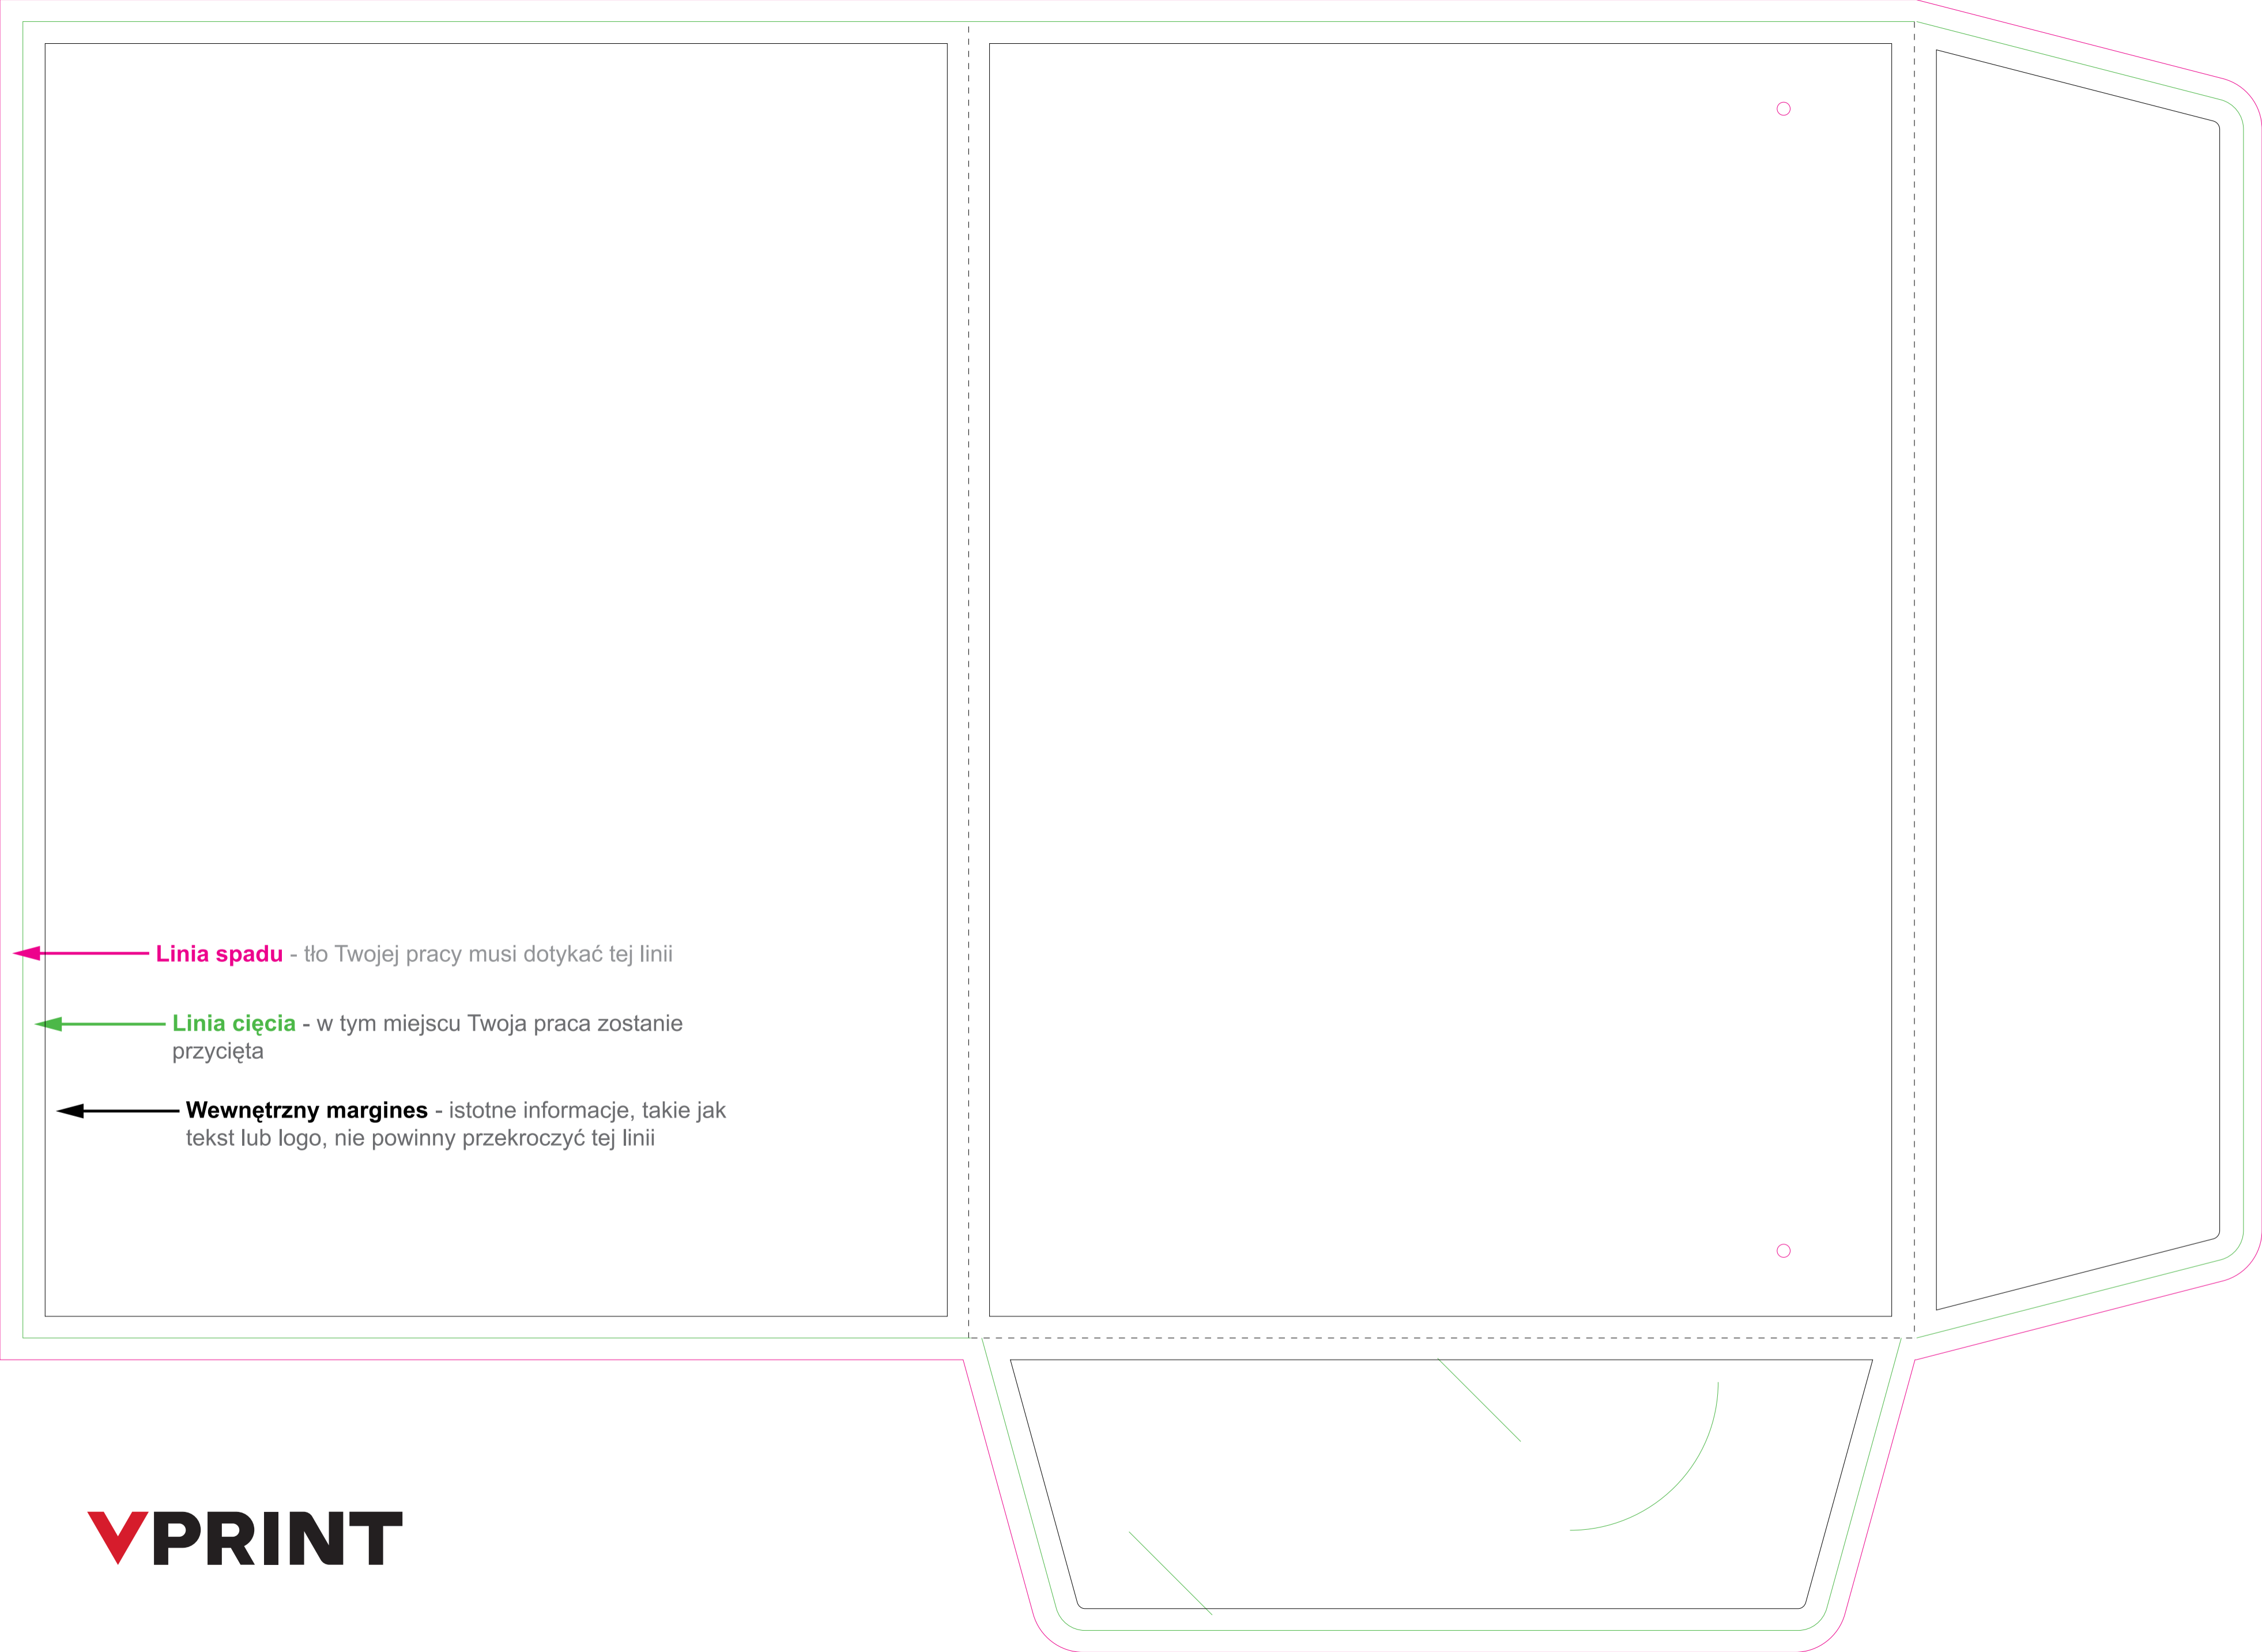 Linia spadu - tło Twojej pracy musi dotykać tej linii
Linia cięcia - w tym miejscu Twoja praca zostanie
przycięta
Wewnętrzny margines - istotne informacje, takie jak
tekst lub logo, nie powinny przekroczyć tej linii
VPRINT